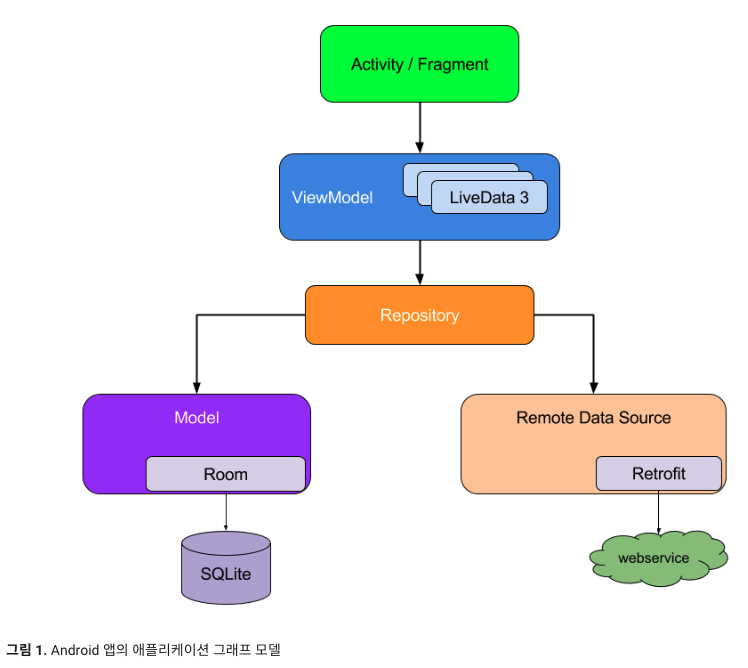 Activity / Fragment
ViewModel
LiveData 3
Repository
Model
Room
SQLite
Remote Data Source
Retrofit
webservice
그림 1. Android 앱의 애플리케이션 그래프 모델